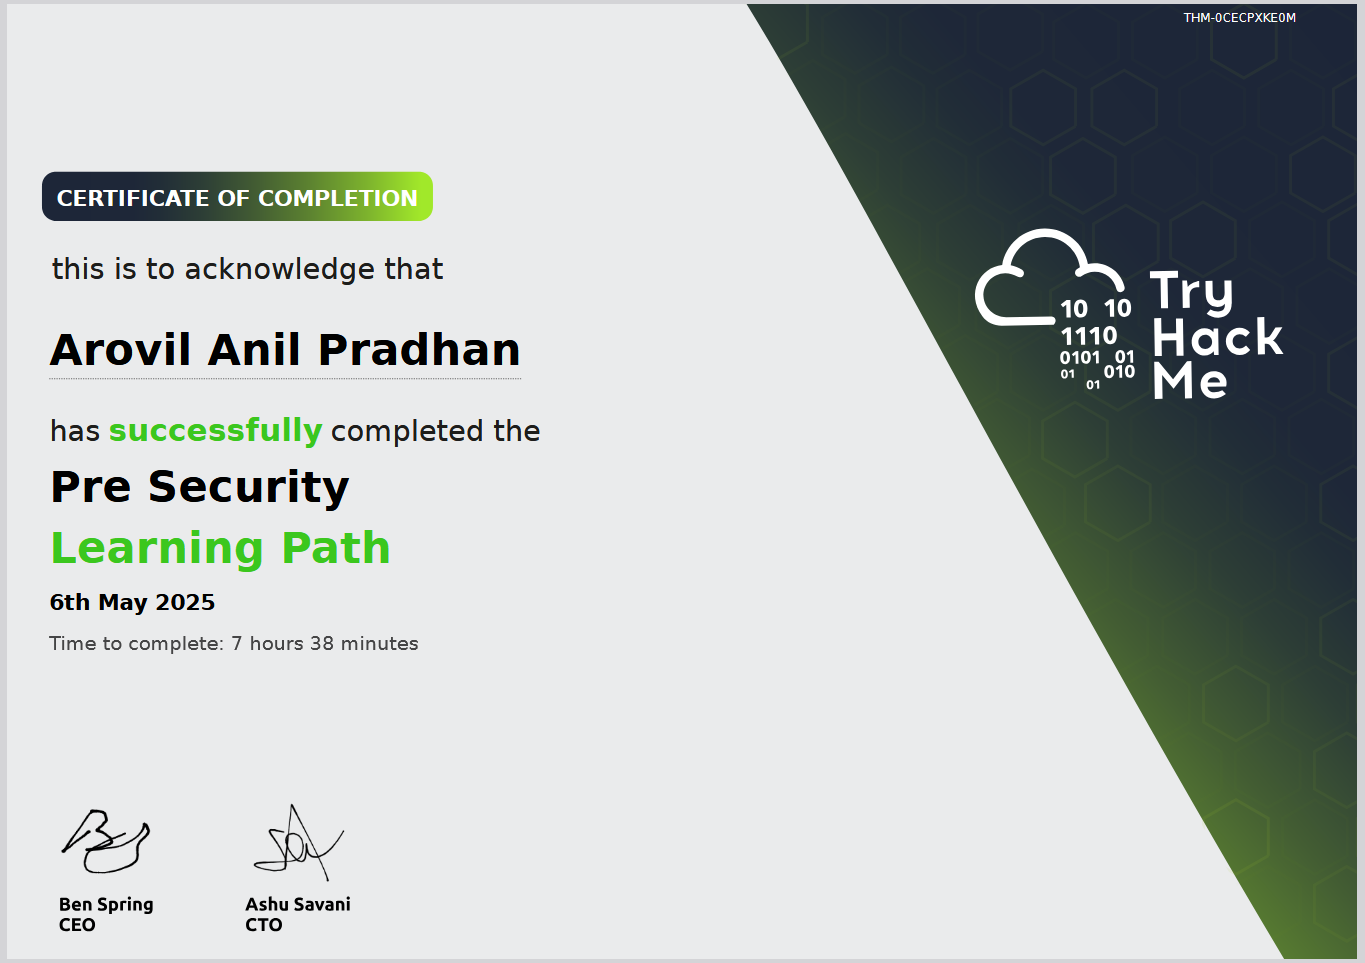 THM-0CECPXKE0M
CERTIFICATE OF COMPLETION
this is to acknowledge that
Arovil Anil Pradhan
has successfully completed the
Pre Security
Learning Path
6th May 2025
Time to complete: 7 hours 38 minutes
Try
Hack
Me
10 10
1110
0101 01
01 010
01
Ben Spring
CEO
Ashu Savani
CTO